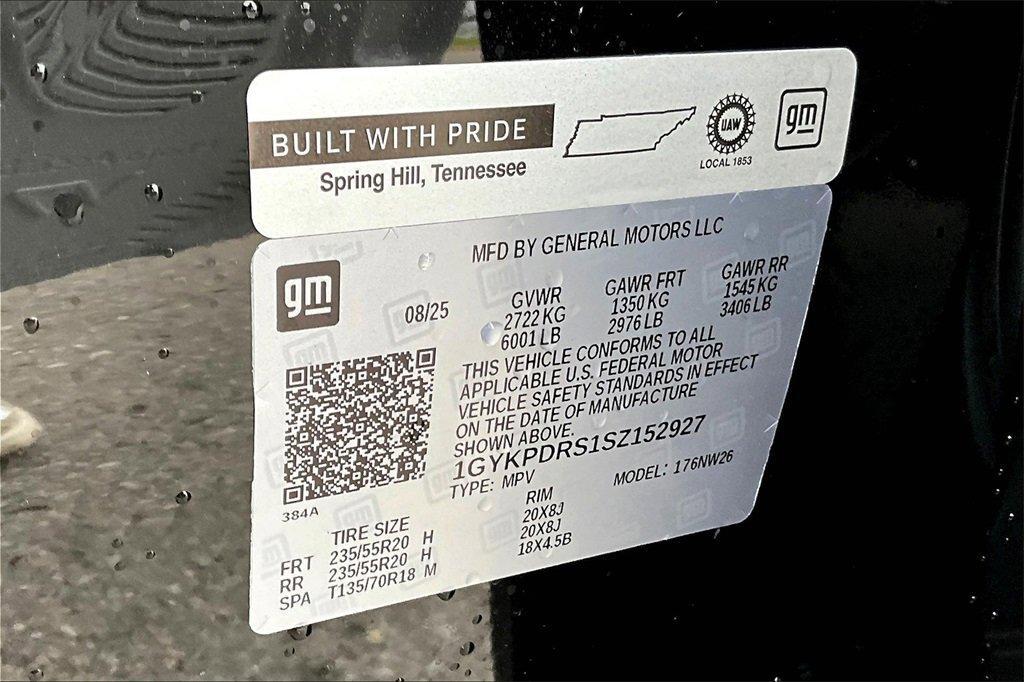 BUILT WITH PRIDE
Spring Hill, Tennessee
UAW
LOCAL 1853
gm
MFD BY GENERAL MOTORS LLC
gm
08/25
GVWR
2722 KG
6001 LB
GAWR FRT
1350 KG
2976 LB
GAWR RR
1545 KG
3406 LB
THIS VEHICLE CONFORMS TO ALL
APPLICABLE U.S. FEDERAL MOTOR
VEHICLE SAFETY STANDARDS IN EFFECT
ON THE DATE OF MANUFACTURE
SHOWN ABOVE.
1GYKPDRS1SZ152927
TYPE: MPV MODEL: 176NW26
384A
TIRE SIZE RIM
FRT 235/55R20 H 20X8J
RR 235/55R20 H 20X8J
SPA T135/70R18 M 18X4.5B